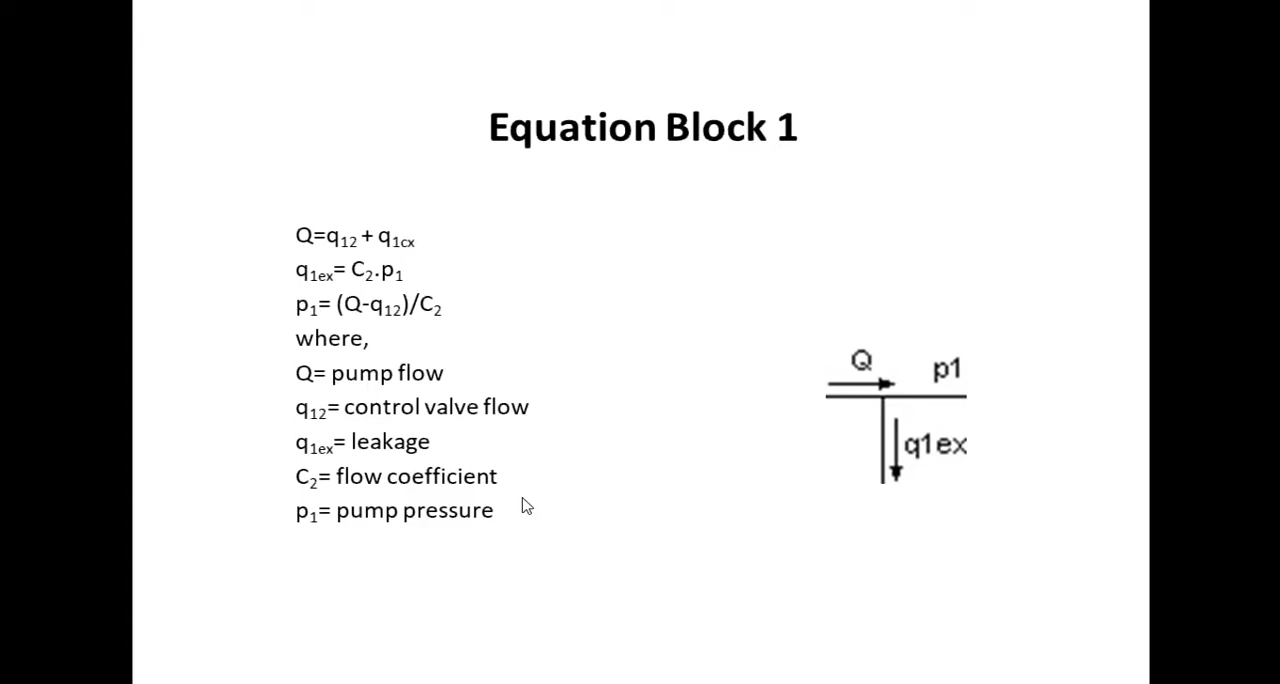 Equation Block 1
Q=q12 + q1cx
q1ex= C2.p1
p1= (Q-q12)/C2
where,
Q= pump flow
q12= control valve flow
q1ex= leakage
C2= flow coefficient
p1= pump pressure
Q
p1
q1ex